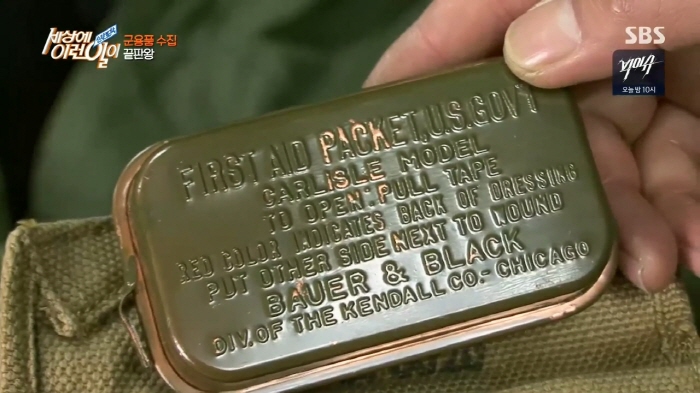 세상에
이런일이
군용품 수집
끝판왕
SBS
오늘 밤 10시
FIRST AID PACKET, U.S. GOV'T
CARLISLE MODEL
TO OPEN: PULL TAPE
RED COLOR INDICATES BACK OF DRESSING
PUT OTHER SIDE NEXT TO WOUND
BAUER & BLACK
DIV. OF THE KENDALL CO.- CHICAGO